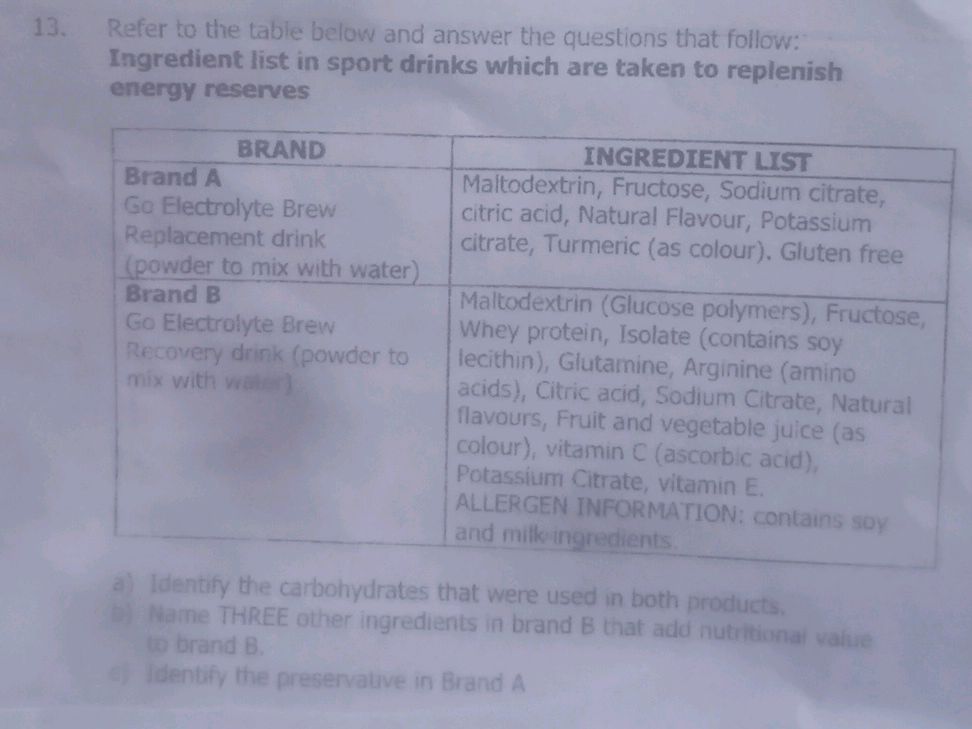 13. Refer to the table below and answer the questions that follow:
Ingredient list in sport drinks which are taken to replenish
energy reserves
BRAND
INGREDIENT LIST
Brand A
Go Electrolyte Brew
Replacement drink
(powder to mix with water)
Maltodextrin, Fructose, Sodium citrate,
citric acid, Natural Flavour, Potassium
citrate, Turmeric (as colour). Gluten free
Brand B
Go Electrolyte Brew
Recovery drink (powder to
mix with water)
Maltodextrin (Glucose polymers), Fructose,
Whey protein, Isolate (contains soy
lecithin), Glutamine, Arginine (amino
acids), Citric acid, Sodium Citrate, Natural
flavours, Fruit and vegetable juice (as
colour), vitamin C (ascorbic acid),
Potassium Citrate, vitamin E.
ALLERGEN INFORMATION: contains soy
and milk ingredients.
a) Identify the carbohydrates that were used in both products.
b) Name THREE other ingredients in brand B that add nutritional value
to brand B.
c) Identify the preservative in Brand A